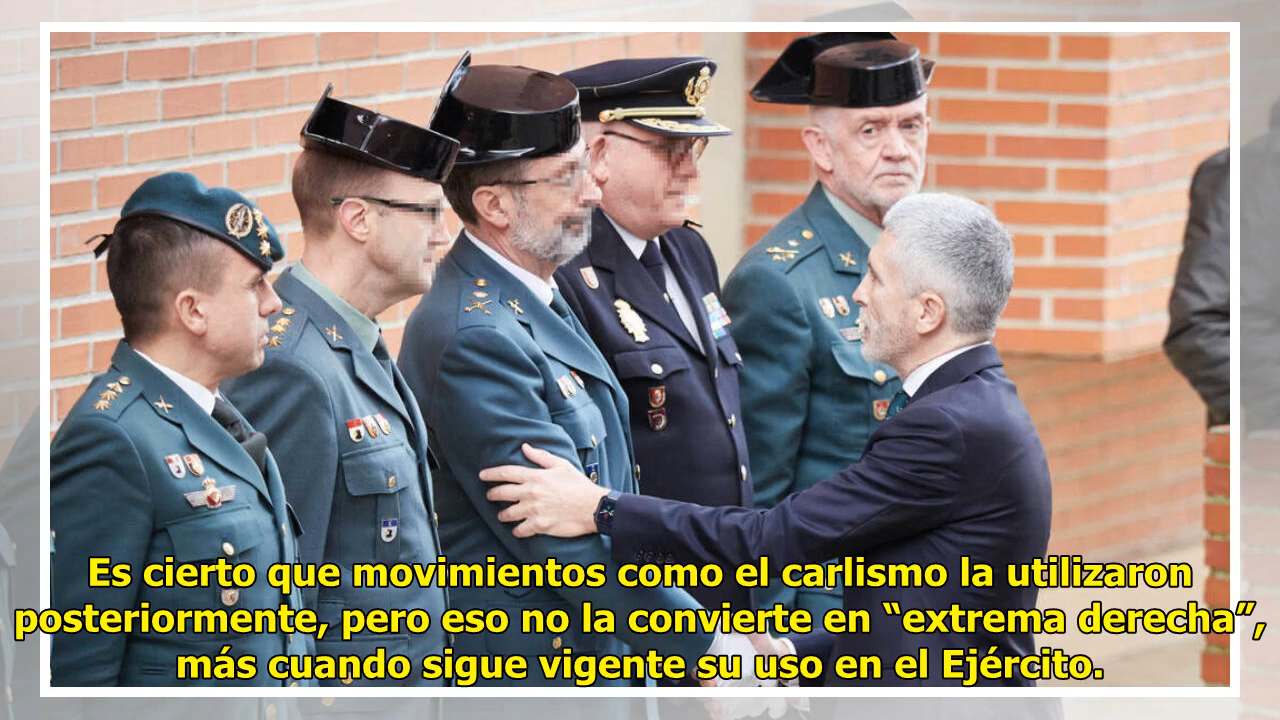 Es cierto que movimientos como el carlismo la utilizaron
posteriormente, pero eso no la convierte en “extrema derecha”,
más cuando sigue vigente su uso en el Ejército.